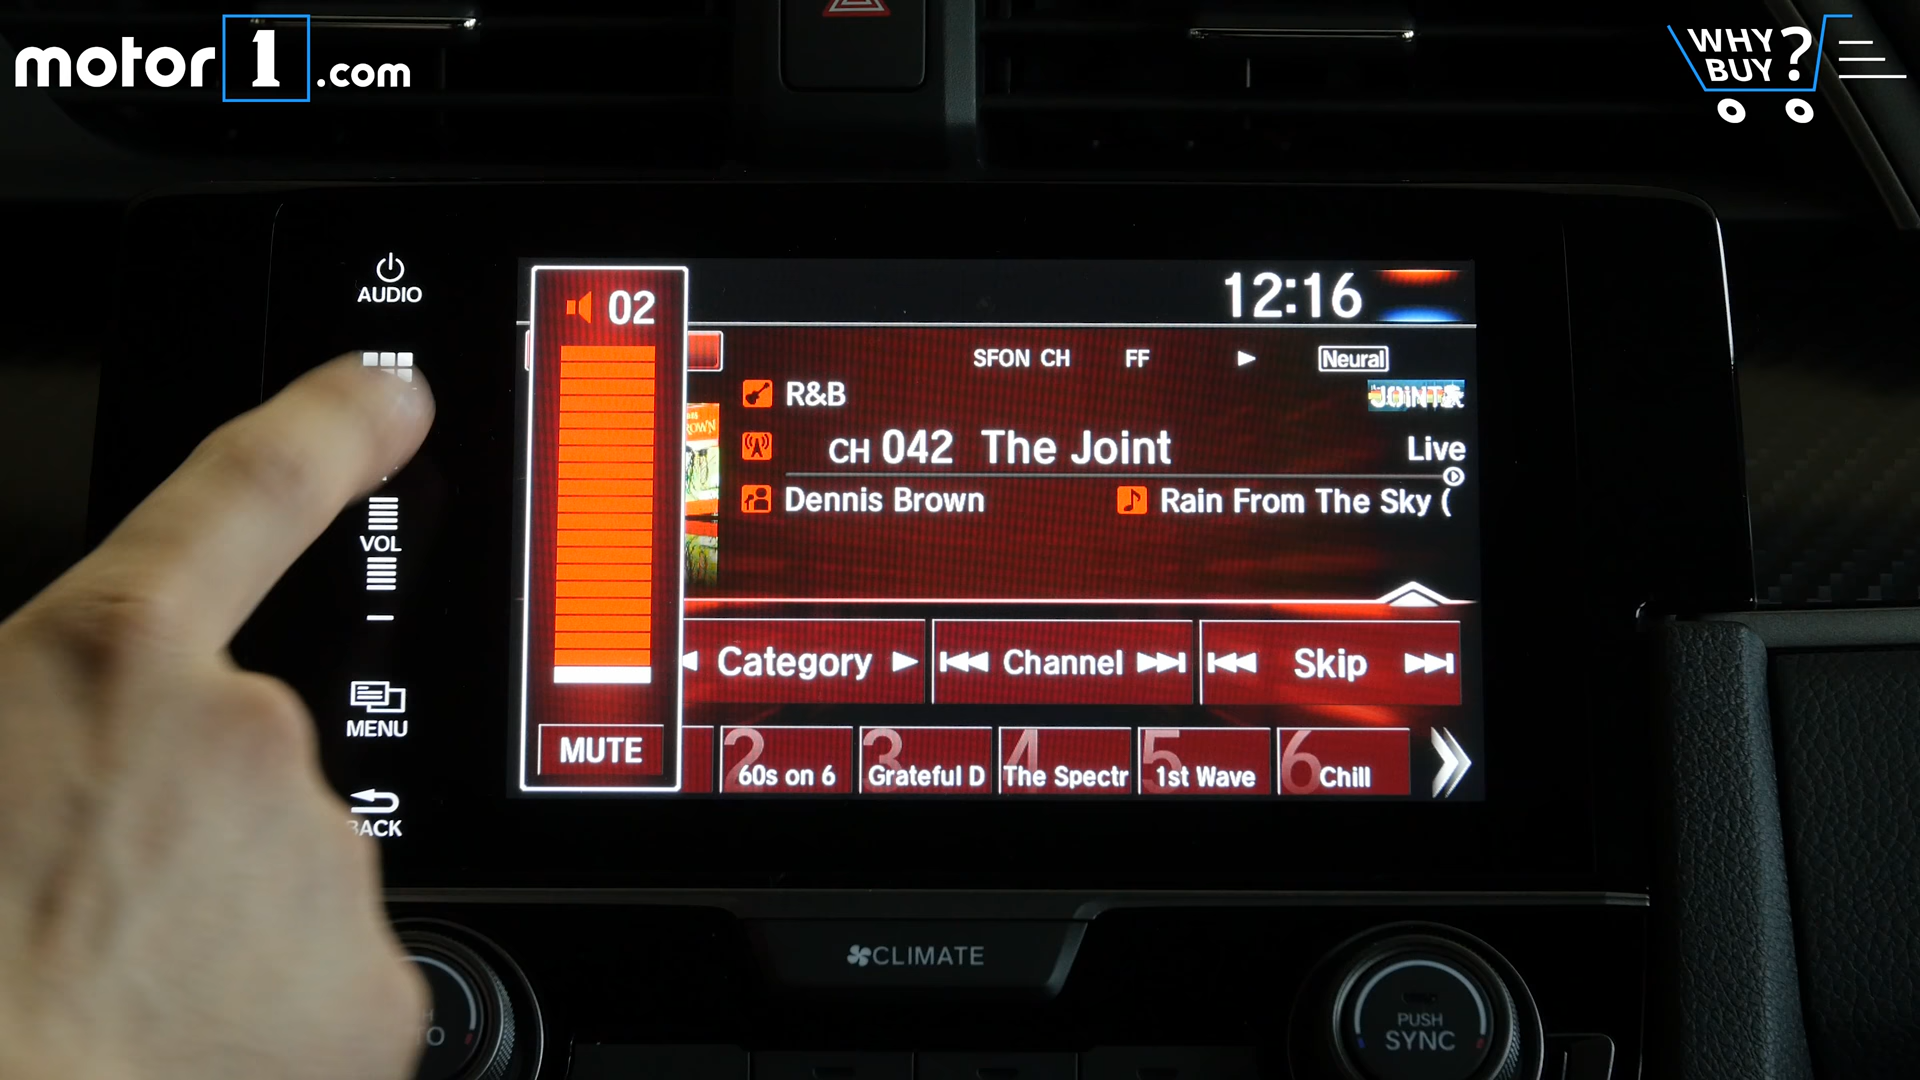 motor1.com
WHY BUY?
AUDIO
02
12:16
SFON CH FF Neural
R&B
JOINT
CH 042 The Joint Live
Dennis Brown Rain From The Sky (
VOL
Category Channel Skip
MENU
MUTE
2 60s on 6
3 Grateful D
4 The Spectr
5 1st Wave
6 Chill
BACK
CLIMATE
PUSH
SYNC